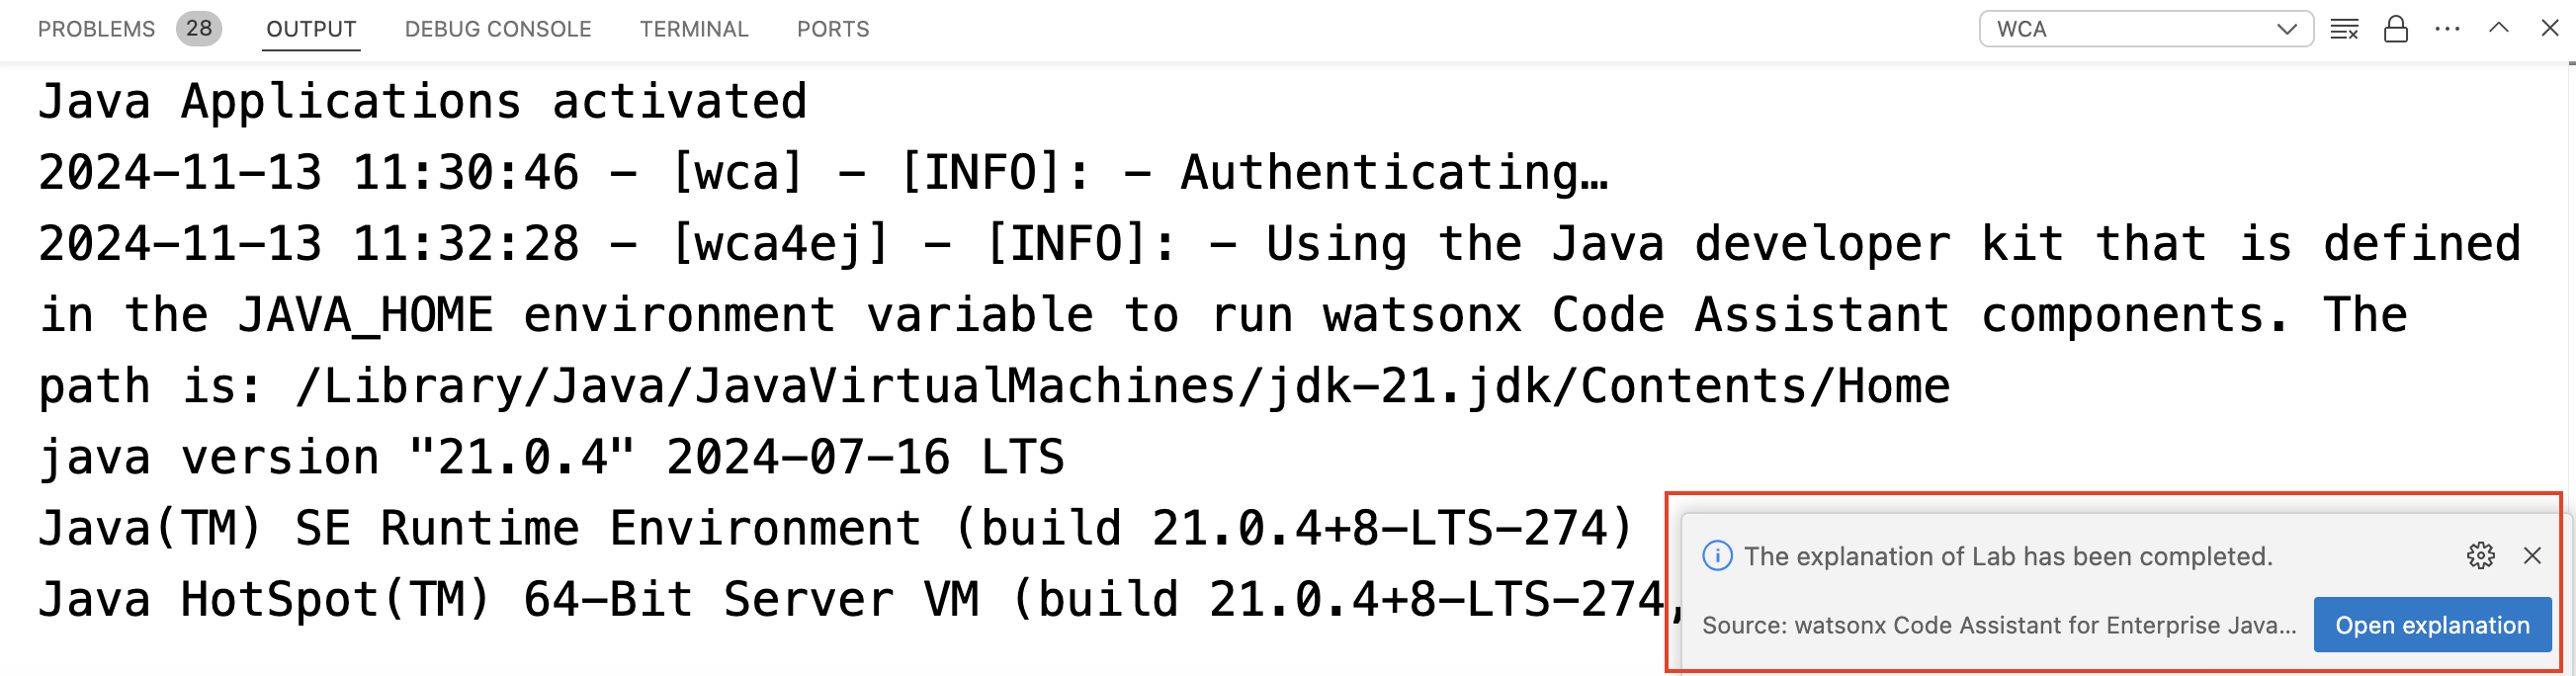 PROBLEMS 28 OUTPUT DEBUG CONSOLE TERMINAL PORTS WCA
Java Applications activated
2024-11-13 11:30:46 - [wca] - [INFO]: - Authenticating…
2024-11-13 11:32:28 - [wca4ej] - [INFO]: - Using the Java developer kit that is defined
in the JAVA_HOME environment variable to run watsonx Code Assistant components. The
path is: /Library/Java/JavaVirtualMachines/jdk-21.jdk/Contents/Home
java version "21.0.4" 2024-07-16 LTS
Java(TM) SE Runtime Environment (build 21.0.4+8-LTS-274)
Java HotSpot(TM) 64-Bit Server VM (build 21.0.4+8-LTS-274,
The explanation of Lab has been completed.
Source: watsonx Code Assistant for Enterprise Java... Open explanation